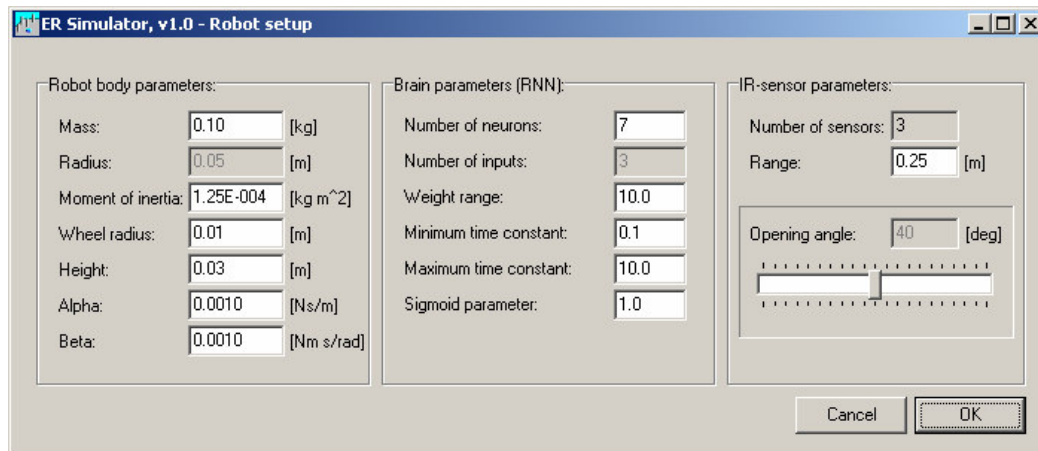 ER Simulator, v1.0 - Robot setup
Robot body parameters:
Mass: 0.10 [kg]
Radius: 0.05 [m]
Moment of inertia: 1.25E-004 [kg m^2]
Wheel radius: 0.01 [m]
Height: 0.03 [m]
Alpha: 0.0010 [Ns/m]
Beta: 0.0010 [Nm s/rad]
Brain parameters (RNN):
Number of neurons: 7
Number of inputs: 3
Weight range: 10.0
Minimum time constant: 0.1
Maximum time constant: 10.0
Sigmoid parameter: 1.0
IR-sensor parameters:
Number of sensors: 3
Range: 0.25 [m]
Opening angle: 40 [deg]
Cancel
OK